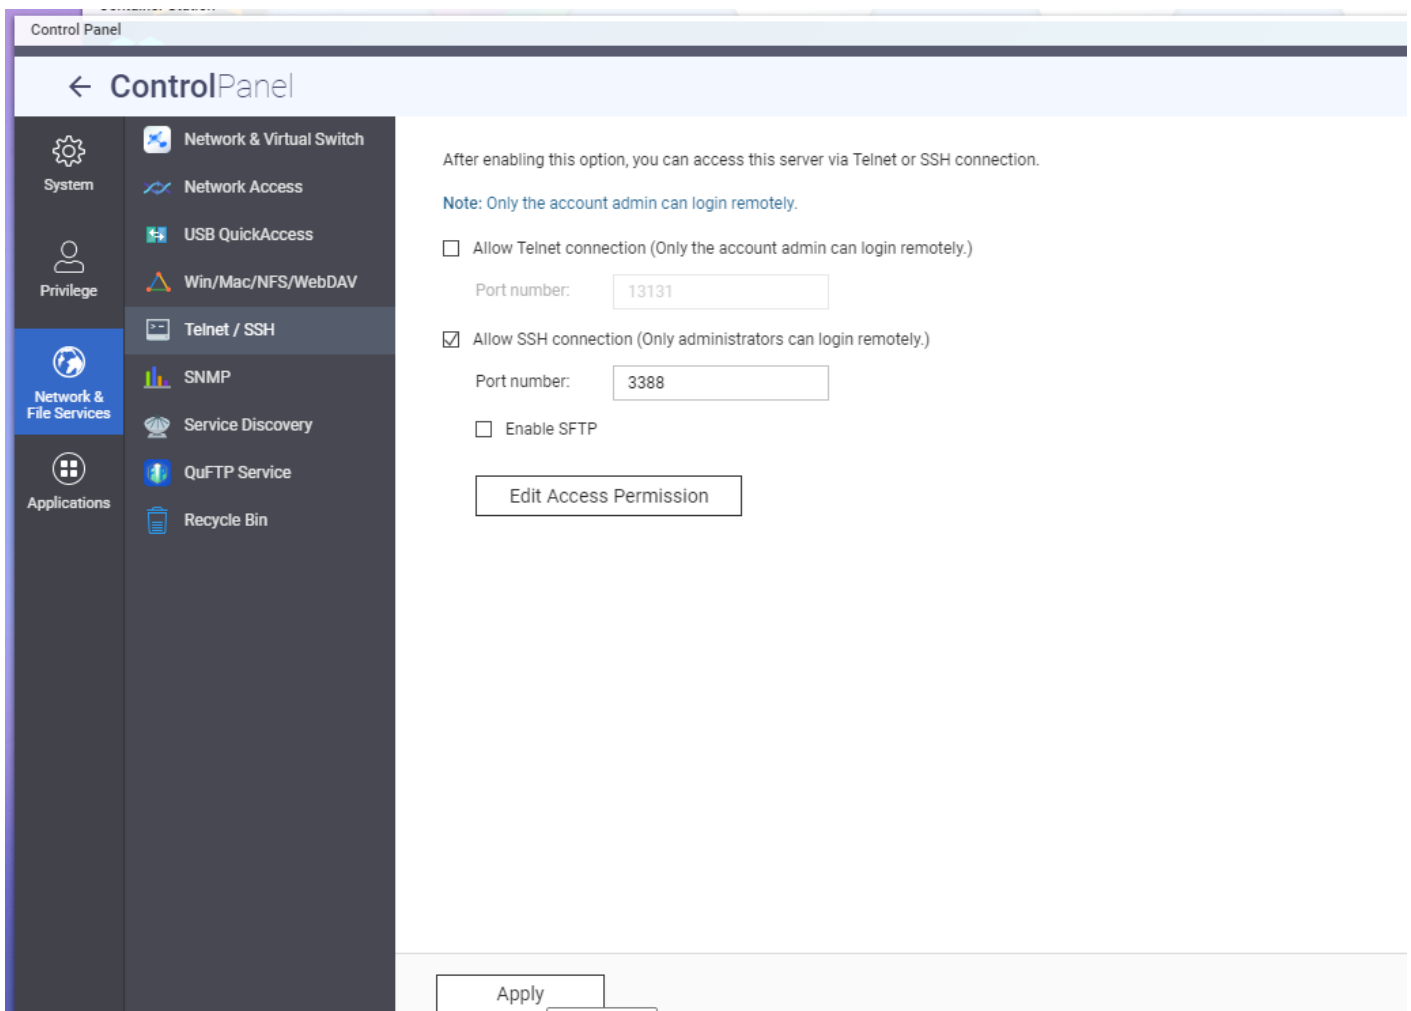 Container Station
Control Panel
ControlPanel
System
Privilege
Network &
File Services
Applications
Network & Virtual Switch
Network Access
USB QuickAccess
Win/Mac/NFS/WebDAV
Telnet / SSH
SNMP
Service Discovery
QuFTP Service
Recycle Bin
After enabling this option, you can access this server via Telnet or SSH connection.
Note: Only the account admin can login remotely.
Allow Telnet connection (Only the account admin can login remotely.)
Port number: 13131
Allow SSH connection (Only administrators can login remotely.)
Port number: 3388
Enable SFTP
Edit Access Permission
Apply